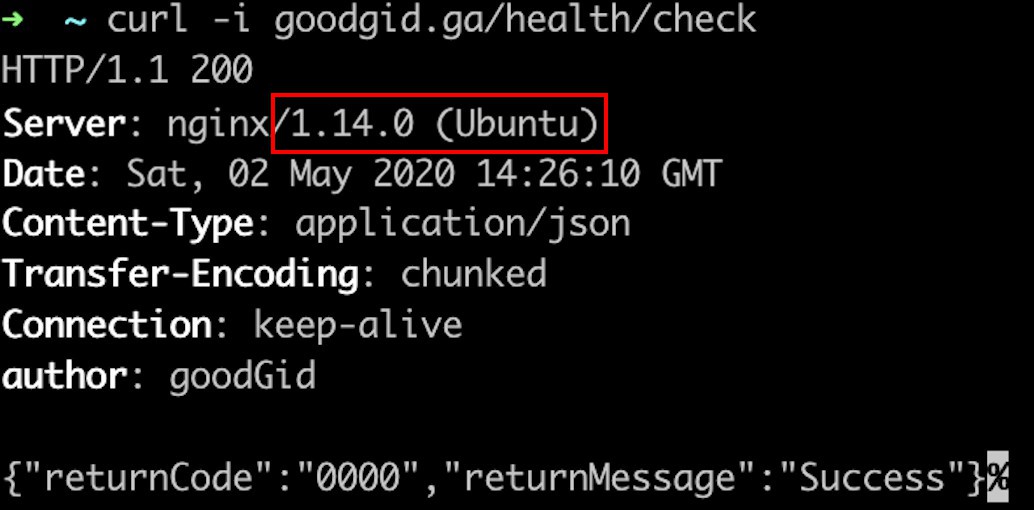 ➜  ~ curl -i goodgid.ga/health/check
HTTP/1.1 200
Server: nginx/1.14.0 (Ubuntu)
Date: Sat, 02 May 2020 14:26:10 GMT
Content-Type: application/json
Transfer-Encoding: chunked
Connection: keep-alive
author: goodGid
{"returnCode":"0000","returnMessage":"Success"}%